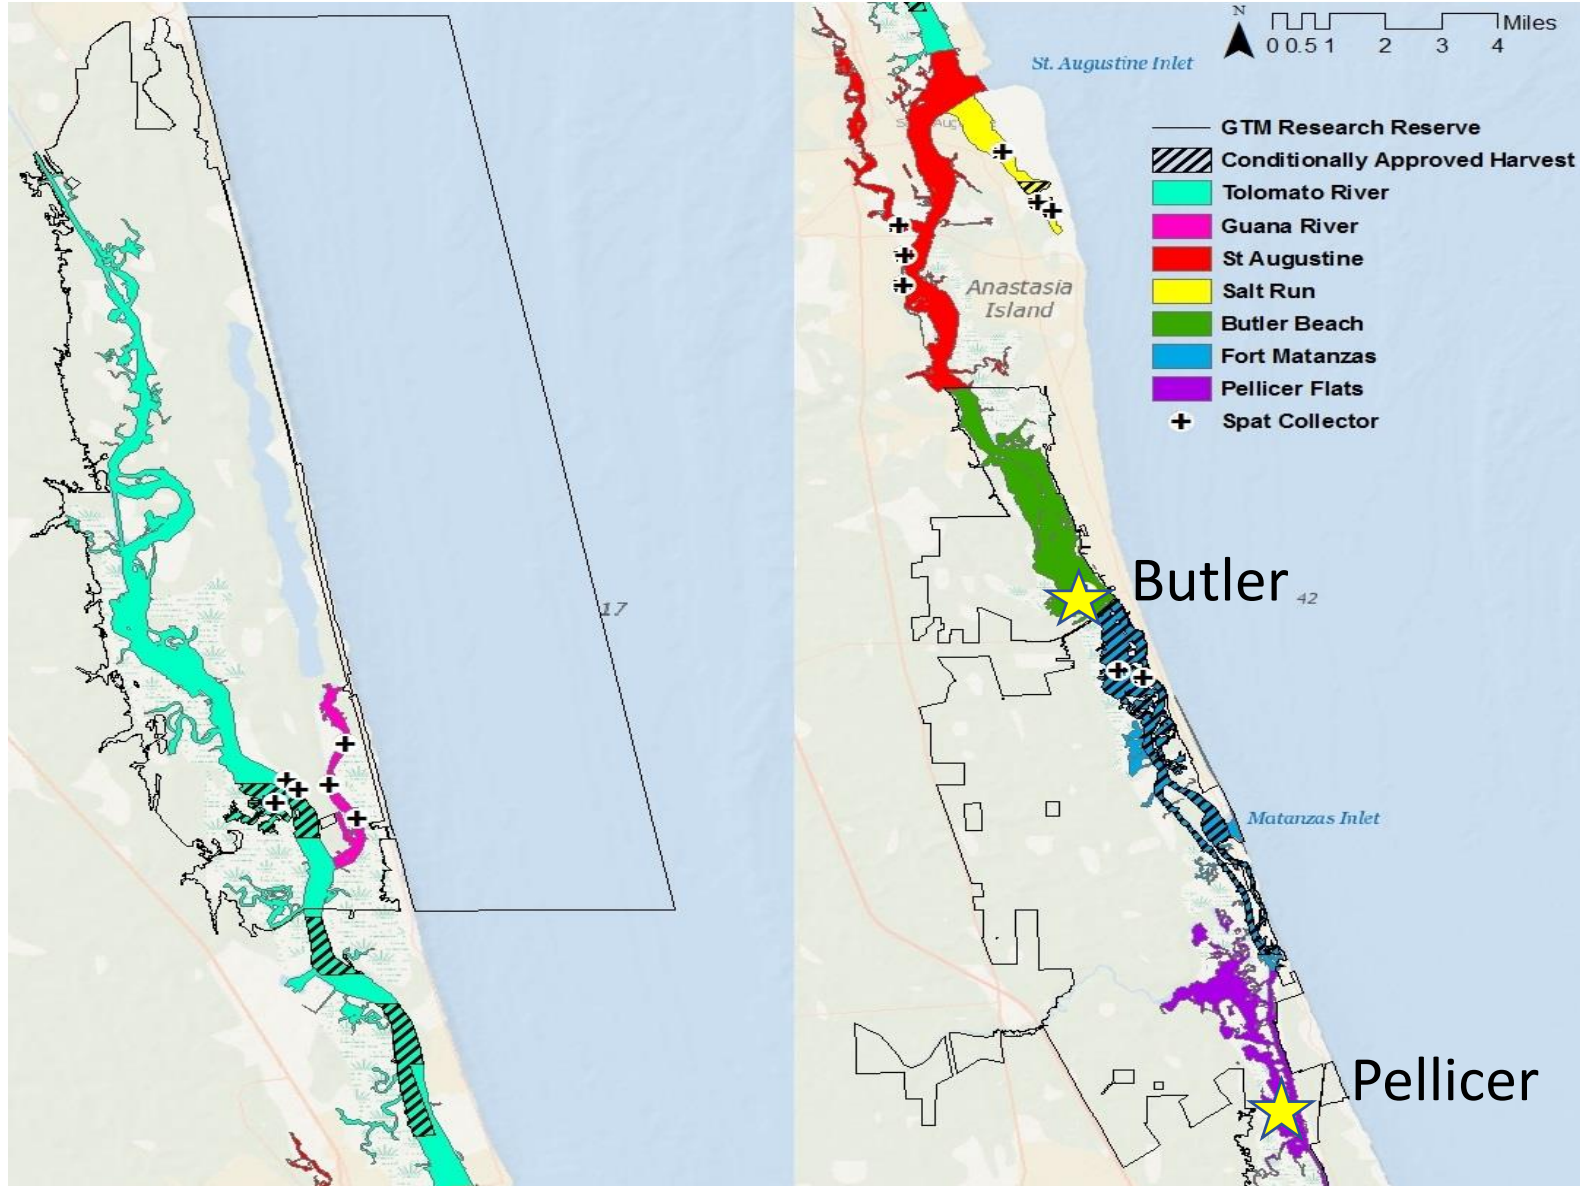 N
Miles
0 0.5 1 2 3 4
St. Augustine Inlet
GTM Research Reserve
Conditionally Approved Harvest
Tolomato River
Guana River
St Augustine
Salt Run
Butler Beach
Fort Matanzas
Pellicer Flats
Spat Collector
Anastasia
Island
Butler
42
17
Matanzas Inlet
Pellicer